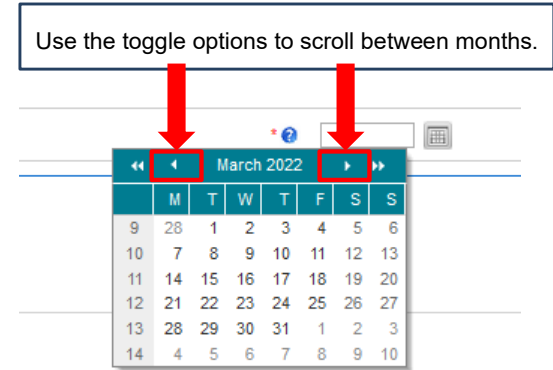 Use the toggle options to scroll between months.
* ?
March 2022
M T W T F S S
9 28 1 2 3 4 5 6
10 7 8 9 10 11 12 13
11 14 15 16 17 18 19 20
12 21 22 23 24 25 26 27
13 28 29 30 31 1 2 3
14 4 5 6 7 8 9 10